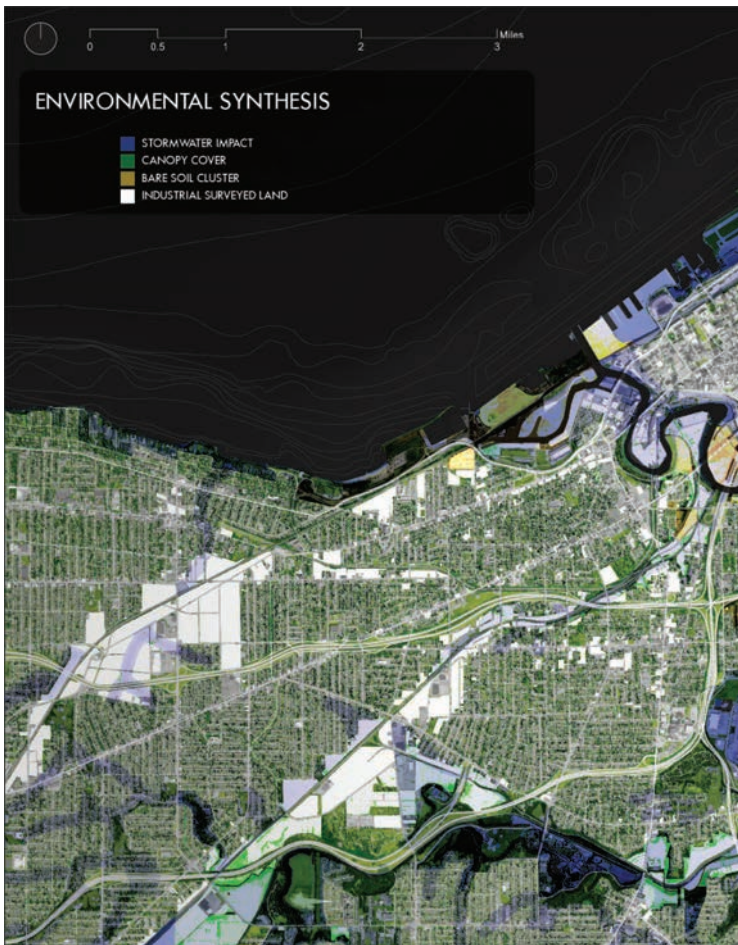 0 0.5 1 2 3 Miles
ENVIRONMENTAL SYNTHESIS
STORMWATER IMPACT
CANOPY COVER
BARE SOIL CLUSTER
INDUSTRIAL SURVEYED LAND